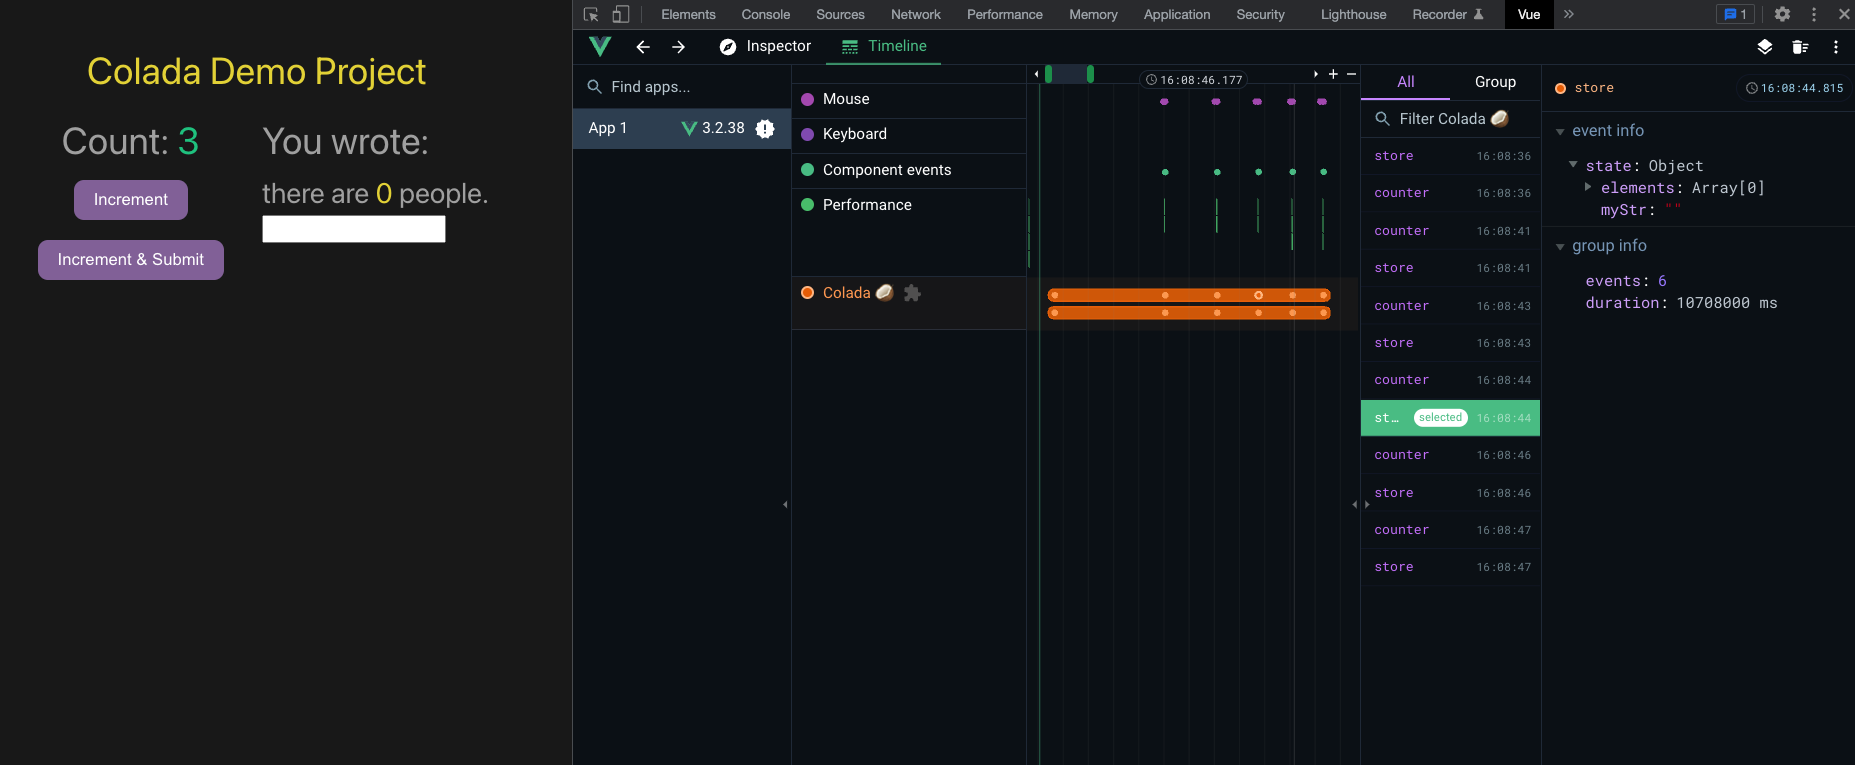 Colada Demo Project
Count: 3
Increment
Increment & Submit
You wrote:
there are 0 people.
Elements Console Sources Network Performance Memory Application Security Lighthouse Recorder Vue 1
Inspector Timeline
Find apps...
App 1 3.2.38
16:08:46.177
Mouse
Keyboard
Component events
Performance
Colada
All Group
Filter Colada
store 16:08:36
counter 16:08:36
counter 16:08:41
store 16:08:41
counter 16:08:43
store 16:08:43
counter 16:08:44
st… selected 16:08:44
counter 16:08:46
store 16:08:46
counter 16:08:47
store 16:08:47
store 16:08:44.815
event info
state: Object
elements: Array[0]
myStr: ""
group info
events: 6
duration: 10708000 ms